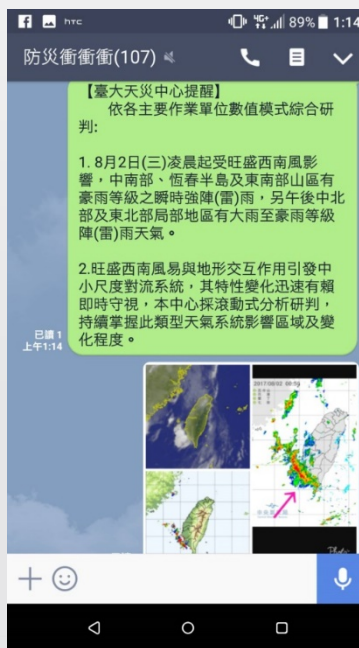 htc
4G+ 89% 1:14
防災衝衝衝(107)
【臺大天災中心提醒】
依各主要作業單位數值模式綜合研
判:
1. 8月2日(三)凌晨起受旺盛西南風影
響，中南部、恆春半島及東南部山區有
豪雨等級之瞬時強陣(雷)雨，另午後中北
部及東北部局部地區有大雨至豪雨等級
陣(雷)雨天氣。
2.旺盛西南風易與地形交互作用引發中
小尺度對流系統，其特性變化迅速有賴
即時守視，本中心採滾動式分析研判，
持續掌握此類型天氣系統影響區域及變
化程度。
已讀 1
上午1:14